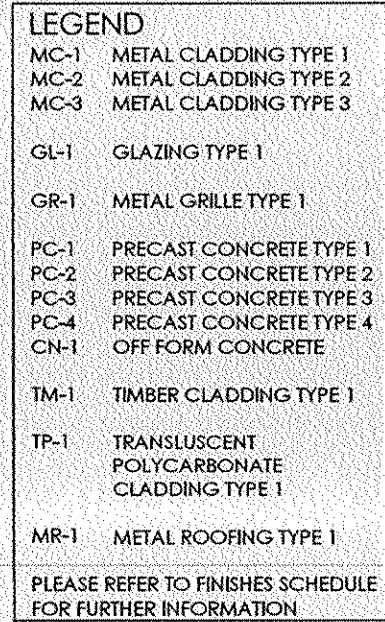 LEGEND
MC-1 METAL CLADDING TYPE 1
MC-2 METAL CLADDING TYPE 2
MC-3 METAL CLADDING TYPE 3
GL-1 GLAZING TYPE 1
GR-1 METAL GRILLE TYPE 1
PC-1 PRECAST CONCRETE TYPE 1
PC-2 PRECAST CONCRETE TYPE 2
PC-3 PRECAST CONCRETE TYPE 3
PC-4 PRECAST CONCRETE TYPE 4
CN-1 OFF FORM CONCRETE
TM-1 TIMBER CLADDING TYPE 1
TP-1 TRANSLUSCENT
POLYCARBONATE
CLADDING TYPE 1
MR-1 METAL ROOFING TYPE 1
PLEASE REFER TO FINISHES SCHEDULE
FOR FURTHER INFORMATION